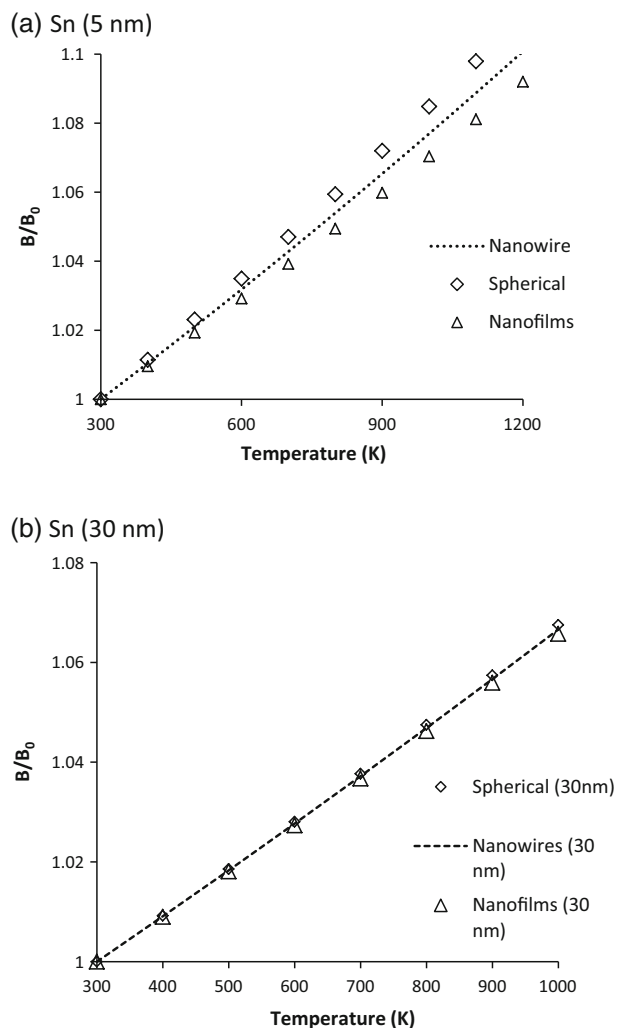 (a) Sn (5 nm)
1.1
1.08
1.06
1.04
1.02
1
B/B₀
Nanowire
Spherical
Nanofilms
300
600
900
1200
Temperature (K)
(b) Sn (30 nm)
1.08
1.06
1.04
1.02
1
B/B₀
Spherical (30nm)
Nanowires (30
nm)
Nanofilms (30
nm)
300
400
500
600
700
800
900
1000
Temperature (K)